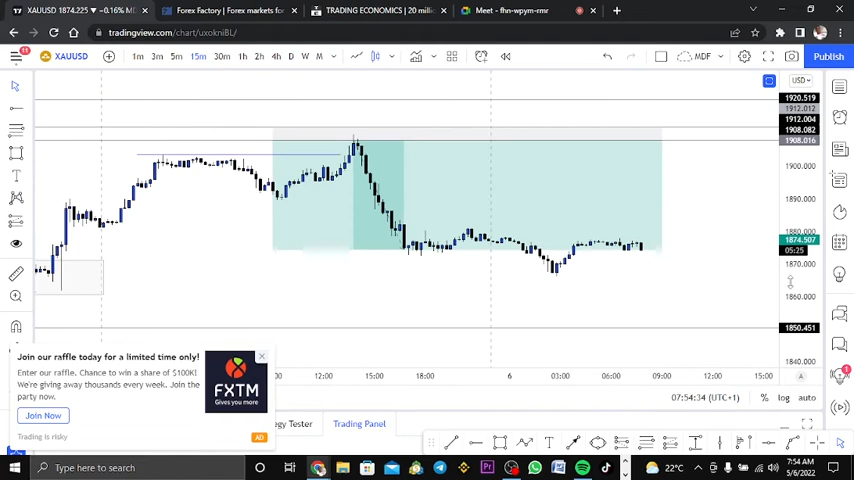 XAUUSD 1874.225 −0.16% M
Forex Factory | Forex markets for
TRADING ECONOMICS | 20 millio
Meet - fhn-wpym-rmr
tradingview.com/chart/uxokniBL/
11
XAUUSD
1m 3m 5m 15m 30m 1h 2h 4h D W M
MDF
Publish
USD
1920.519
1912.012
1912.004
1908.082
1908.016
1900.000
1890.000
1880.000
1874.507
05:25
1870.000
1860.000
1850.451
1840.000
Join our raffle today for a limited time only!
Enter our raffle. Chance to win a share of $100K!
We're giving away thousands every week. Join the
party now.
Join Now
Trading is risky
FXTM
Gives you more
AD
12:00 15:00 18:00 6 03:00 06:00 09:00 12:00 15:00
A
07:54:34 (UTC+1)
% log auto
egy Tester
Trading Panel
1
Type here to search
22°C
7:54 AM
5/6/2022